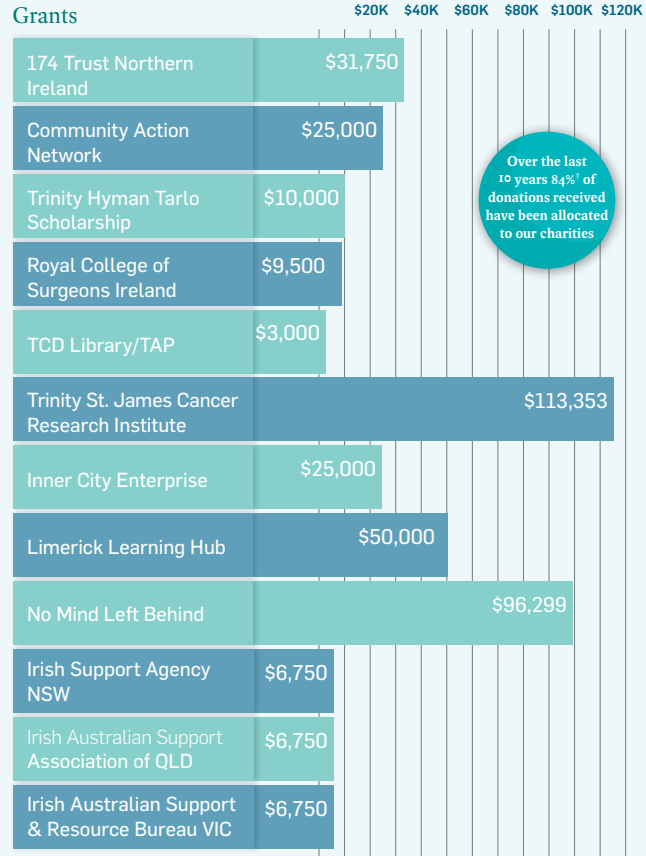 Grants
$20K $40K $60K $80K $100K $120K
174 Trust Northern
Ireland
$31,750
Community Action
Network
$25,000
Over the last
10 years 84%† of
donations received
have been allocated
to our charities
Trinity Hyman Tarlo
Scholarship
$10,000
Royal College of
Surgeons Ireland
$9,500
TCD Library/TAP
$3,000
Trinity St. James Cancer
Research Institute
$113,353
Inner City Enterprise
$25,000
Limerick Learning Hub
$50,000
No Mind Left Behind
$96,299
Irish Support Agency
NSW
$6,750
Irish Australian Support
Association of QLD
$6,750
Irish Australian Support
& Resource Bureau VIC
$6,750